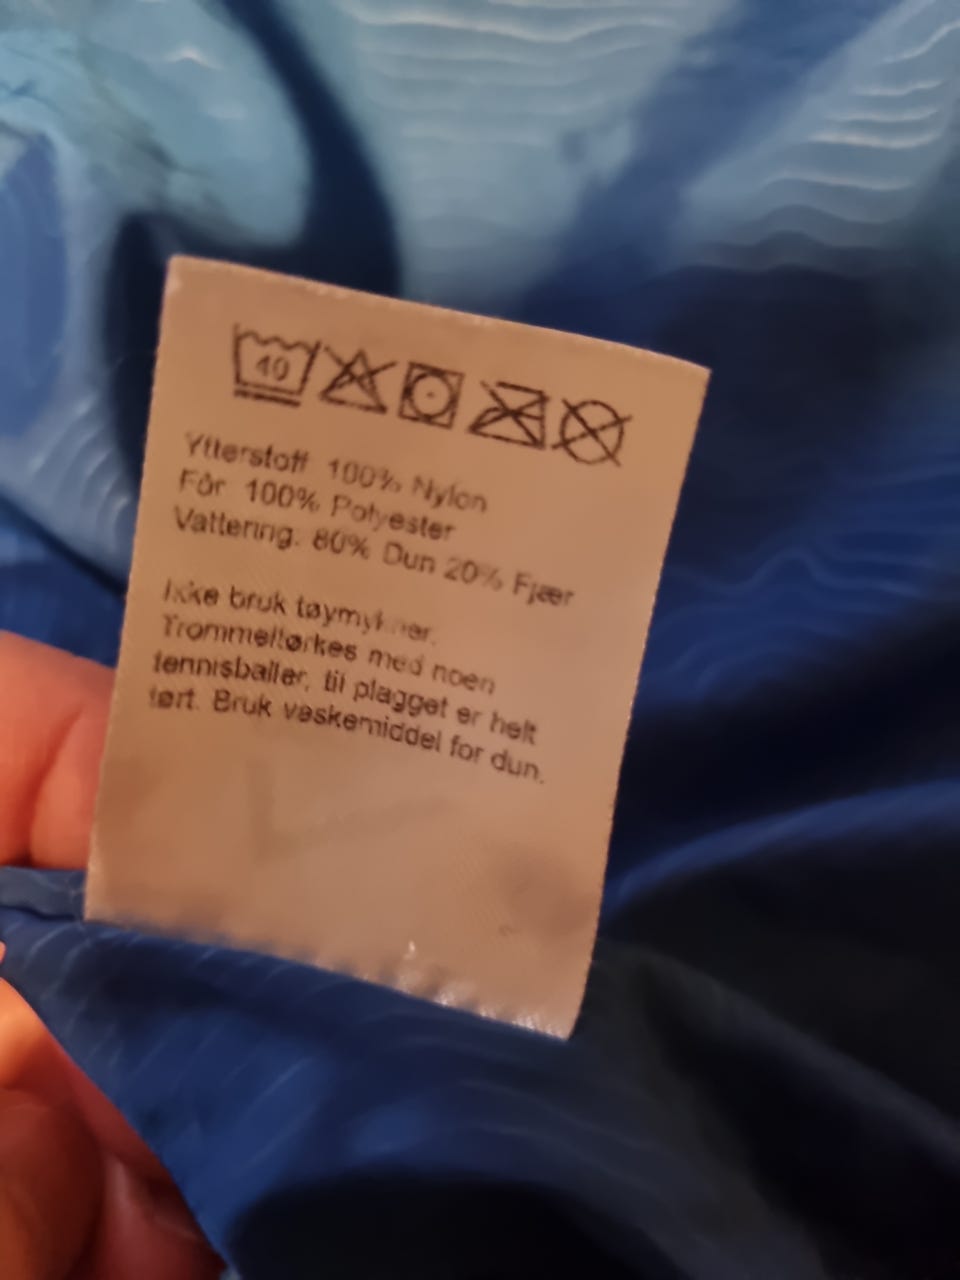 40
Ytterstoff 100% Nylon
Fôr 100% Polyester
Vattering: 80% Dun 20% Fjær
Ikke bruk tøymykner.
Trommeltørkes med noen
tennisballer, til plagget er helt
tørt. Bruk vaskemiddel for dun.